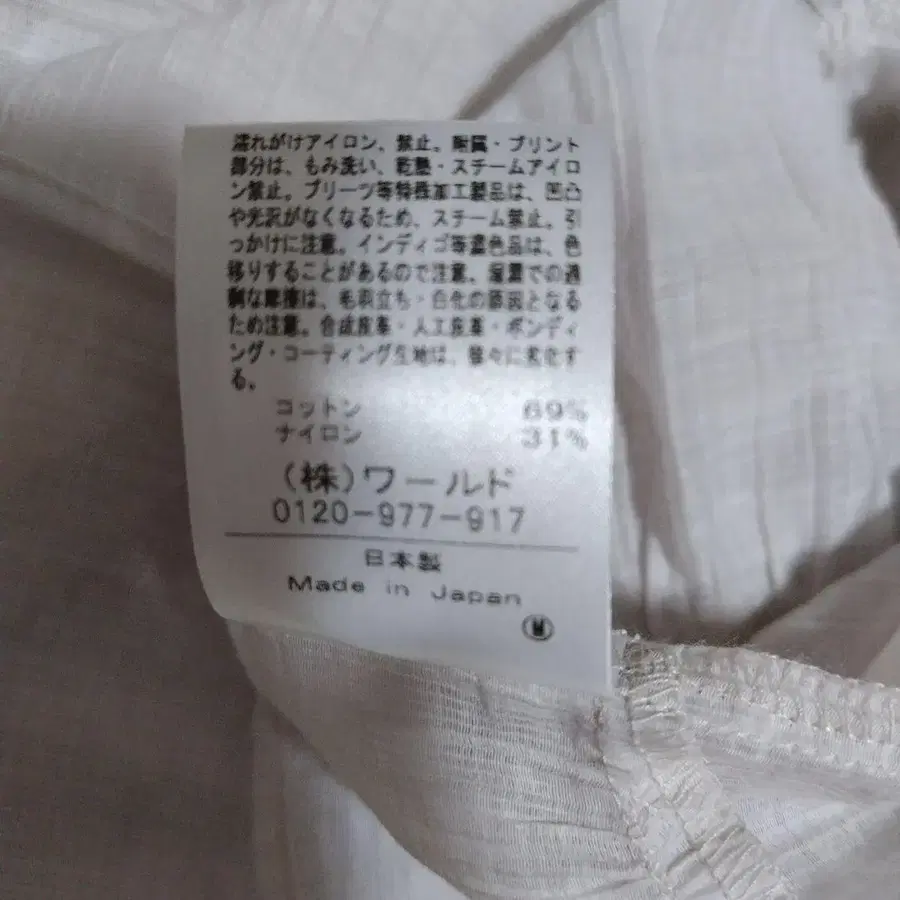 濡れがけアイロン、禁止。附属・プリント
部分は、もみ洗い、乾塾・スチームアイロ
ン禁止。プリーツ等特殊加工製品は、凹凸
や光沢がなくなるため、スチーム禁止。引
っかけに注意。インディゴ等濃色品は、色
移りすることがあるので注意。湿潤での過
剰な摩擦は、毛羽立ち・白化の原因となる
ため注意。合成皮革・人工皮革・ボンディ
ング・コーティング生地は、徐々に劣化す
る。
コットン 69%
ナイロン 31%
(株)ワールド
0120-977-917
日本製
Made in Japan